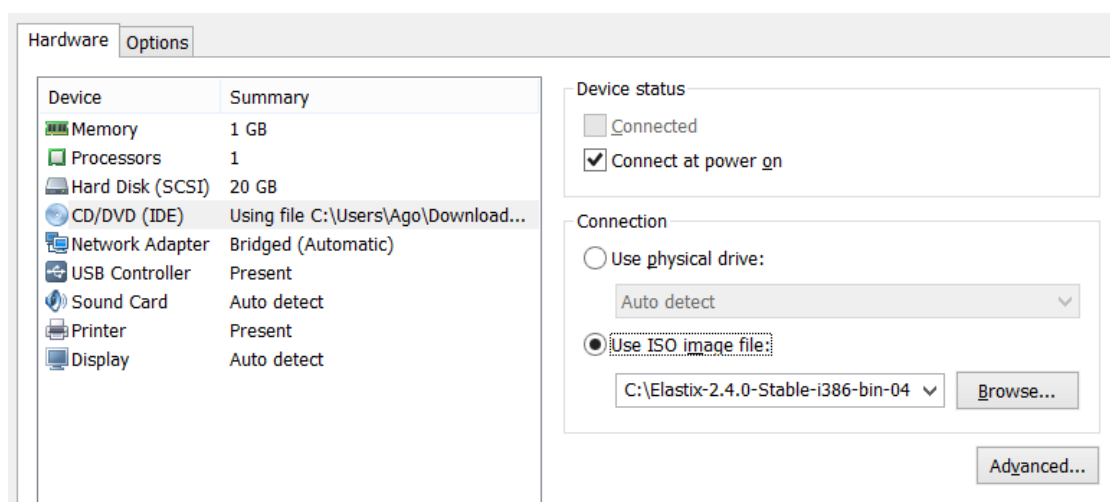 Hardware Options
Device Summary
Memory 1 GB
Processors 1
Hard Disk (SCSI) 20 GB
CD/DVD (IDE) Using file C:\Users\Ago\Download...
Network Adapter Bridged (Automatic)
USB Controller Present
Sound Card Auto detect
Printer Present
Display Auto detect
Device status
Connected
Connect at power on
Connection
Use physical drive:
Auto detect
Use ISO image file:
C:\Elastix-2.4.0-Stable-i386-bin-04 Browse...
Advanced...